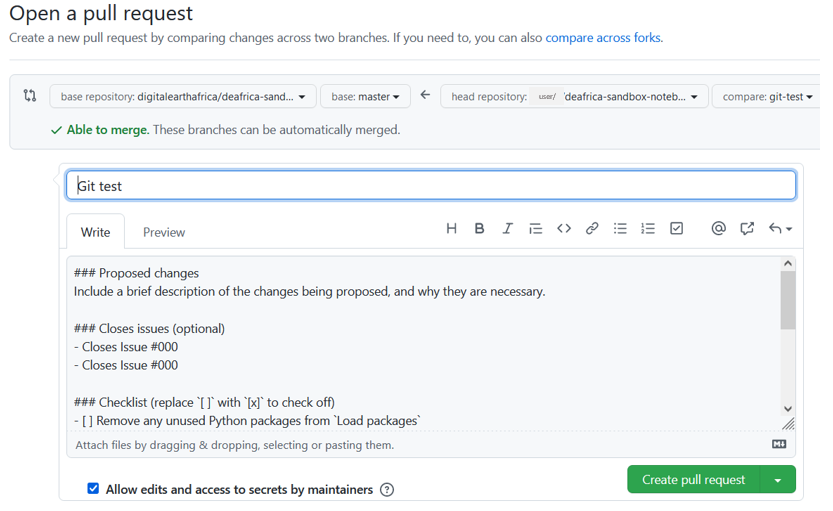 Open a pull request
Create a new pull request by comparing changes across two branches. If you need to, you can also compare across forks.
base repository: digitalearthafrica/deafrica-sand... base: master head repository: user/ /deafrica-sandbox-noteb... compare: git-test
Able to merge. These branches can be automatically merged.
Git test
Write Preview
### Proposed changes
Include a brief description of the changes being proposed, and why they are necessary.
### Closes issues (optional)
- Closes Issue #000
- Closes Issue #000
### Checklist (replace `[ ]` with `[x]` to check off)
- [ ] Remove any unused Python packages from `Load packages`
Attach files by dragging & dropping, selecting or pasting them.
Allow edits and access to secrets by maintainers
Create pull request